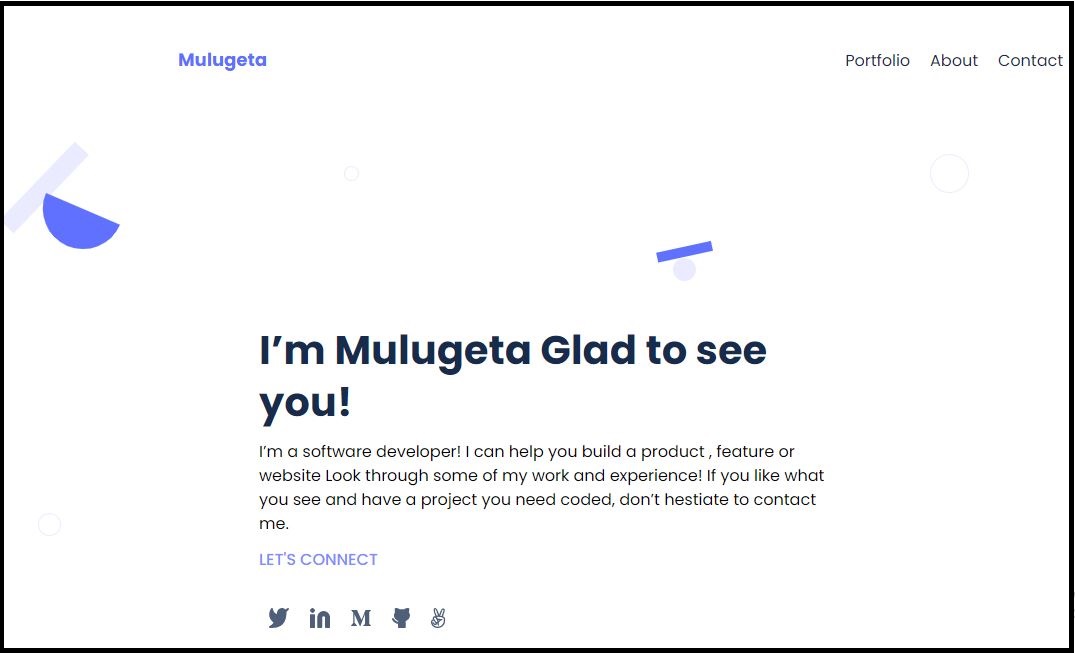 Mulugeta
Portfolio About Contact
I’m Mulugeta Glad to see
you!
I’m a software developer! I can help you build a product , feature or
website Look through some of my work and experience! If you like what
you see and have a project you need coded, don’t hestiate to contact
me.
LET'S CONNECT